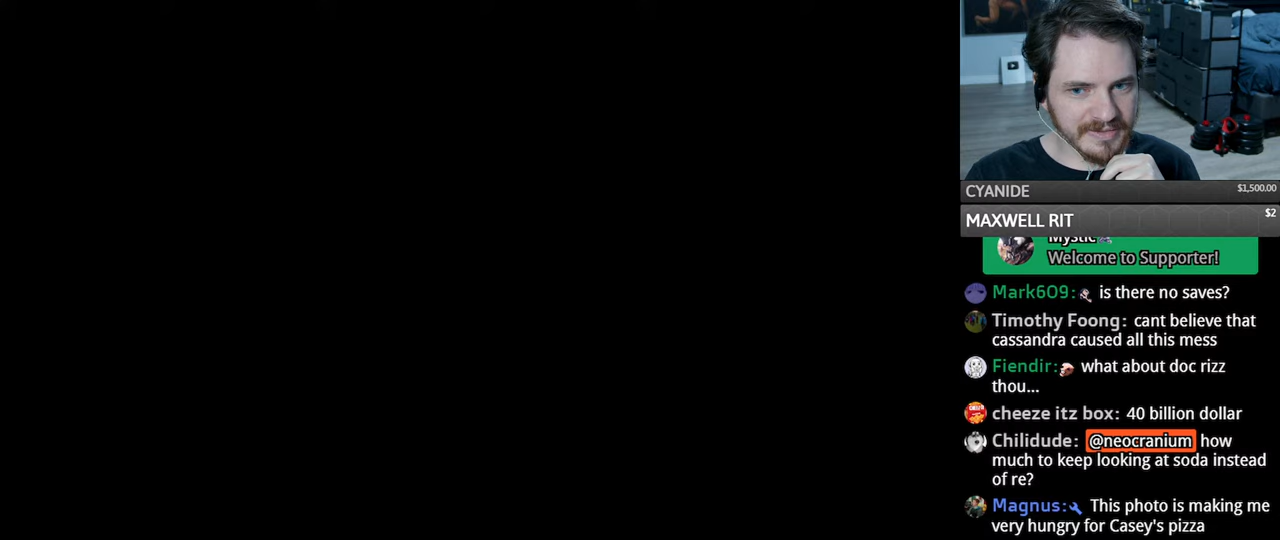 CYANIDE
$1,500.00
MAXWELL RIT
$2
Mystic
Welcome to Supporter!
Mark609: is there no saves?
Timothy Foong: cant believe that
cassandra caused all this mess
Fiendir: what about doc rizz
thou...
cheeze itz box: 40 billion dollar
Chilidude: @neocranium how
much to keep looking at soda instead
of re?
Magnus: This photo is making me
very hungry for Casey's pizza